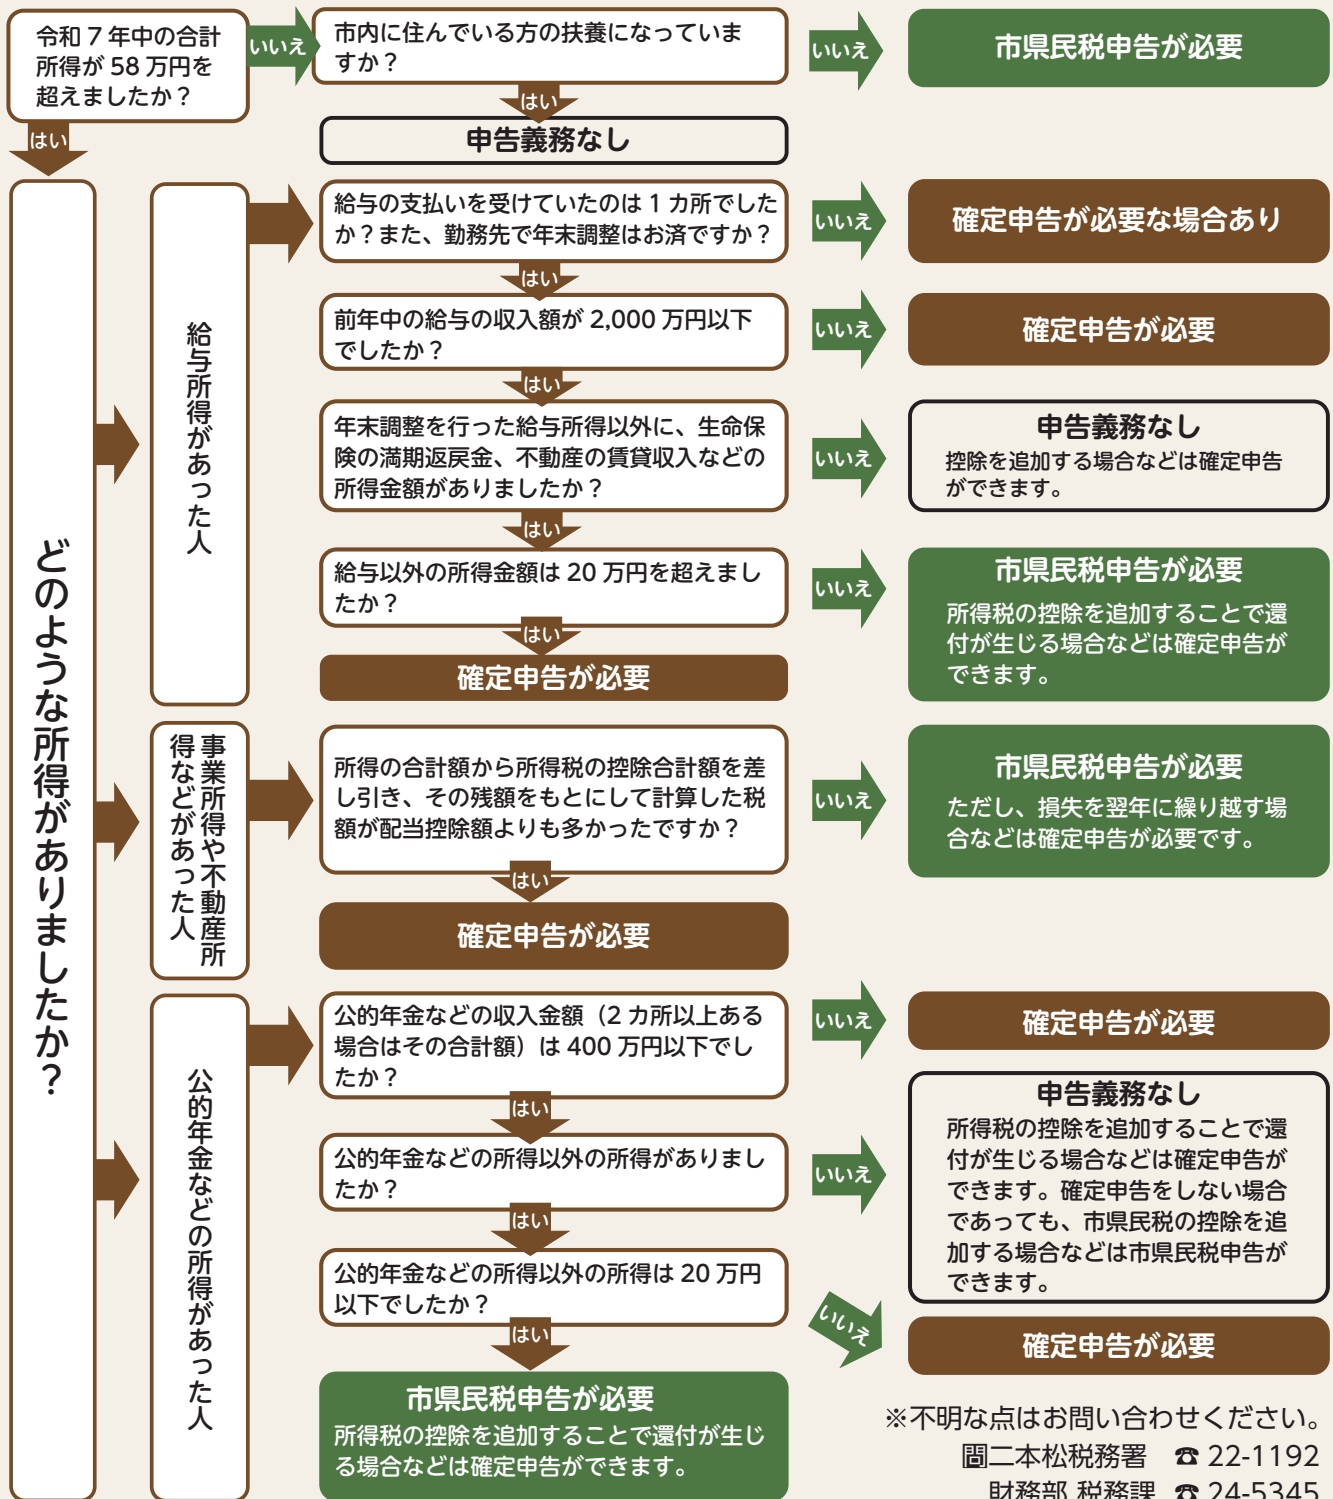 令和７年中の合計
所得が 58 万円を
超えましたか？
いいえ
市内に住んでいる方の扶養になっていま
すか？
いいえ
市県民税申告が必要
はい
はい
申告義務なし
どのような所得がありましたか？
給与所得があった人
給与の支払いを受けていたのは 1 カ所でした
か？また、勤務先で年末調整はお済ですか？
いいえ
確定申告が必要な場合あり
はい
前年中の給与の収入額が 2,000 万円以下
でしたか？
いいえ
確定申告が必要
はい
年末調整を行った給与所得以外に、生命保
険の満期返戻金、不動産の賃貸収入などの
所得金額がありましたか？
いいえ
申告義務なし
控除を追加する場合などは確定申告
ができます。
はい
給与以外の所得金額は 20 万円を超えまし
たか？
いいえ
市県民税申告が必要
所得税の控除を追加することで還
付が生じる場合などは確定申告が
できます。
はい
確定申告が必要
事業所得や不動産所
得などがあった人
所得の合計額から所得税の控除合計額を差
し引き、その残額をもとにして計算した税
額が配当控除額よりも多かったですか？
いいえ
市県民税申告が必要
ただし、損失を翌年に繰り越す場
合などは確定申告が必要です。
はい
確定申告が必要
公的年金などの所得があった人
公的年金などの収入金額（2 カ所以上ある
場合はその合計額）は 400 万円以下でし
たか？
いいえ
確定申告が必要
はい
公的年金などの所得以外の所得がありまし
たか？
いいえ
申告義務なし
所得税の控除を追加することで還
付が生じる場合などは確定申告が
できます。確定申告をしない場合
であっても、市県民税の控除を追
加する場合などは市県民税申告が
できます。
はい
公的年金などの所得以外の所得は 20 万円
以下でしたか？
いいえ
確定申告が必要
はい
市県民税申告が必要
所得税の控除を追加することで還付が生じ
る場合などは確定申告ができます。
※不明な点はお問い合わせください。
問二本松税務署 ☎ 22-1192
財務部 税務課 ☎ 24-5345